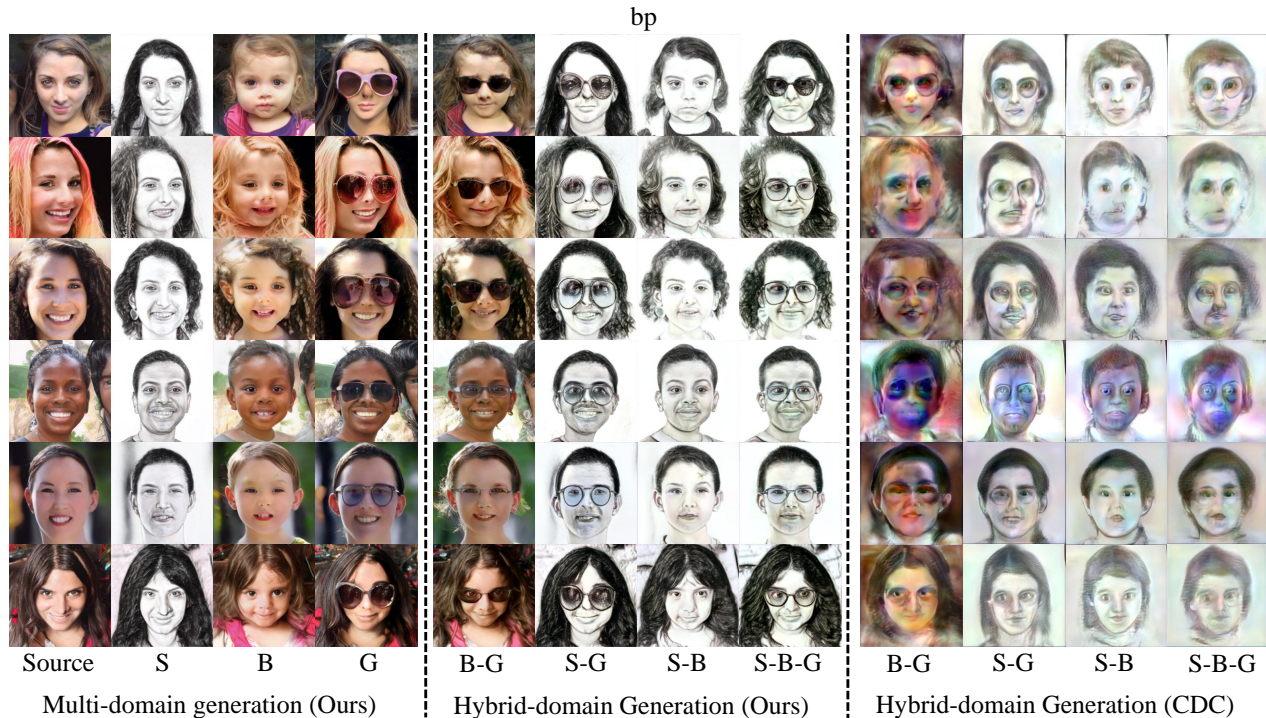 bp
Source S B G B-G S-G S-B S-B-G B-G S-G S-B S-B-G
Multi-domain generation (Ours) Hybrid-domain Generation (Ours) Hybrid-domain Generation (CDC)